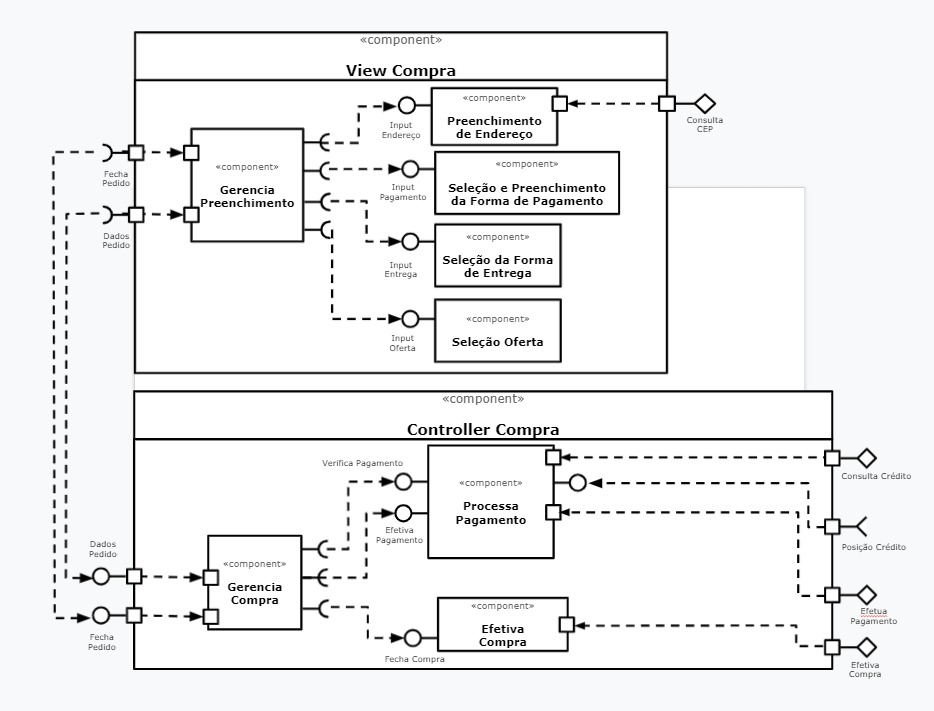 «component»
View Compra
«component»
Preenchimento
de Endereço
Input
Endereço
Consulta
CEP
«component»
Gerencia
Preenchimento
Fecha
Pedido
Dados
Pedido
Input
Pagamento
Seleção e Preenchimento
da Forma de Pagamento
«component»
Seleção da Forma
de Entrega
Input
Entrega
«component»
Seleção Oferta
Input
Oferta
«component»
Controller Compra
Verifica Pagamento
«component»
Processa
Pagamento
Efetiva
Pagamento
Consulta Crédito
Posição Crédito
Dados
Pedido
«component»
Gerencia
Compra
Fecha
Pedido
«component»
Efetiva
Compra
Fecha Compra
Efetua
Pagamento
Efetiva
Compra